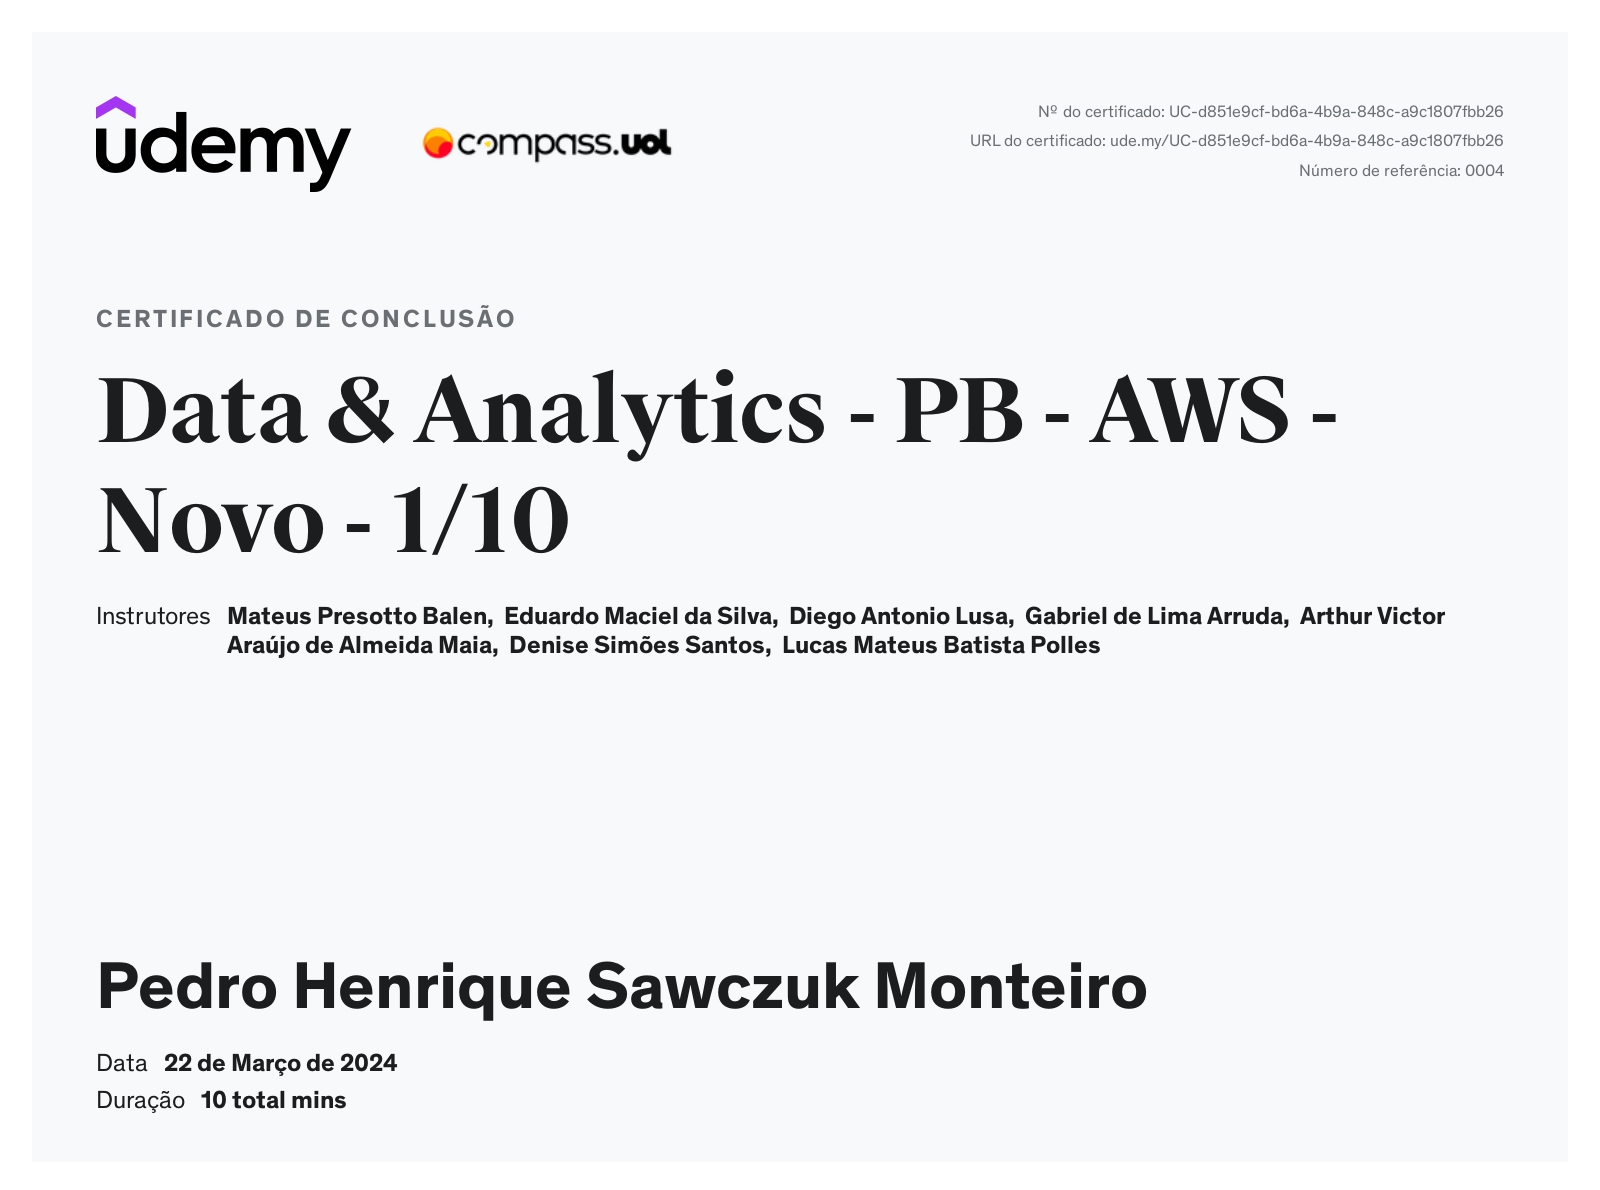 udemy
compass.uol
Nº do certificado: UC-d851e9cf-bd6a-4b9a-848c-a9c1807fbb26
URL do certificado: ude.my/UC-d851e9cf-bd6a-4b9a-848c-a9c1807fbb26
Número de referência: 0004
CERTIFICADO DE CONCLUSÃO
Data & Analytics - PB - AWS -
Novo - 1/10
Instrutores Mateus Presotto Balen, Eduardo Maciel da Silva, Diego Antonio Lusa, Gabriel de Lima Arruda, Arthur Victor
Araújo de Almeida Maia, Denise Simões Santos, Lucas Mateus Batista Polles
Pedro Henrique Sawczuk Monteiro
Data 22 de Março de 2024
Duração 10 total mins